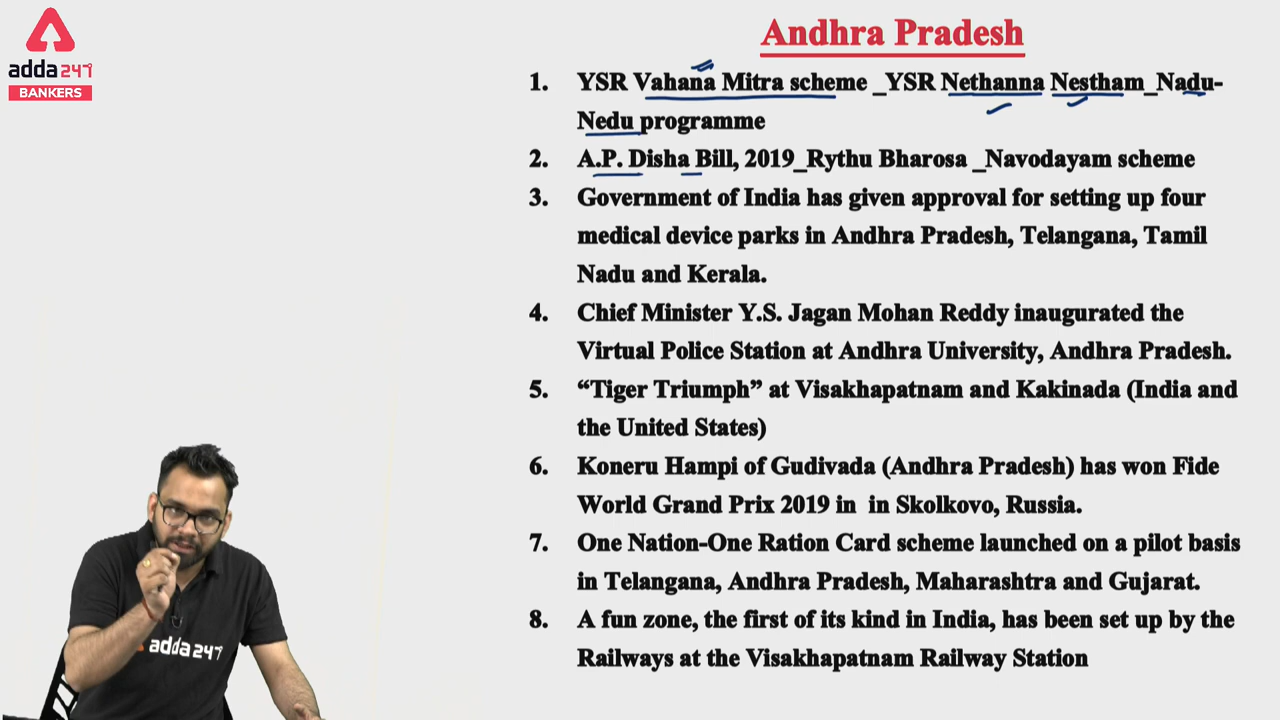 adda247
BANKERS
Andhra Pradesh
1. YSR Vahana Mitra scheme _YSR Nethanna Nestham_Nadu-
Nedu programme
2. A.P. Disha Bill, 2019_Rythu Bharosa _Navodayam scheme
3. Government of India has given approval for setting up four
medical device parks in Andhra Pradesh, Telangana, Tamil
Nadu and Kerala.
4. Chief Minister Y.S. Jagan Mohan Reddy inaugurated the
Virtual Police Station at Andhra University, Andhra Pradesh.
5. “Tiger Triumph” at Visakhapatnam and Kakinada (India and
the United States)
6. Koneru Hampi of Gudivada (Andhra Pradesh) has won Fide
World Grand Prix 2019 in  in Skolkovo, Russia.
7. One Nation-One Ration Card scheme launched on a pilot basis
in Telangana, Andhra Pradesh, Maharashtra and Gujarat.
8. A fun zone, the first of its kind in India, has been set up by the
Railways at the Visakhapatnam Railway Station
adda247